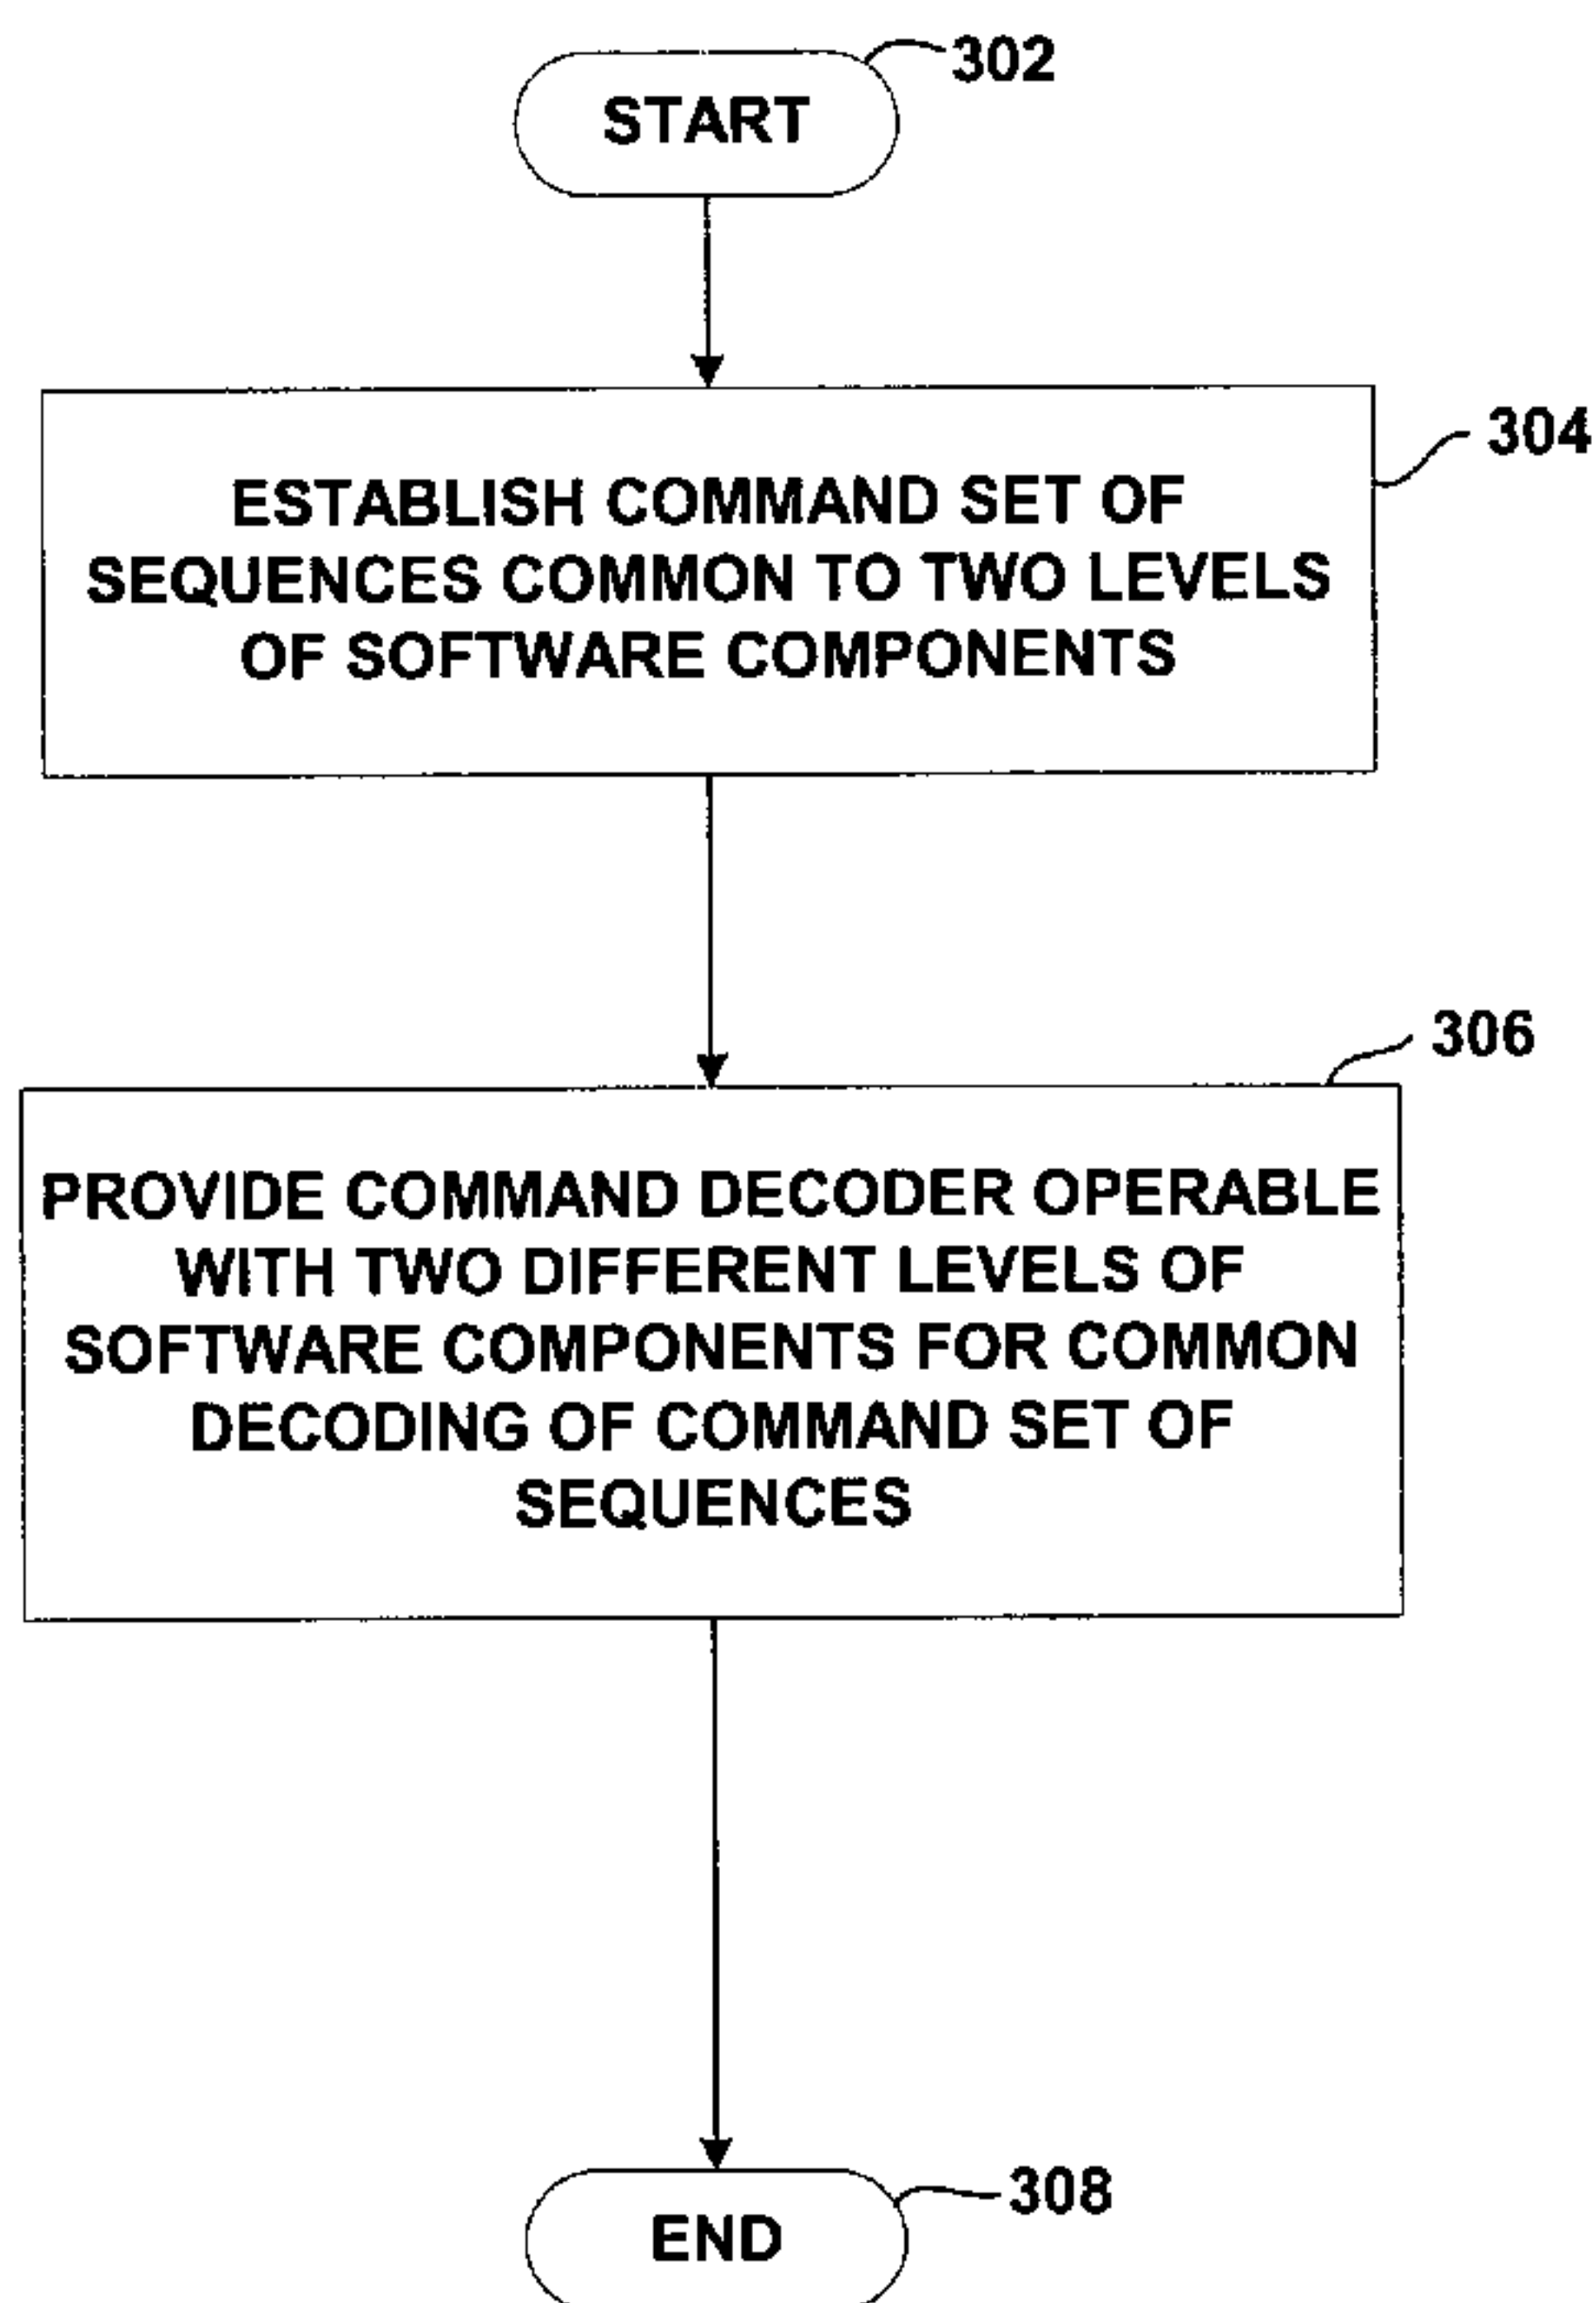 302
START
304
ESTABLISH COMMAND SET OF
SEQUENCES COMMON TO TWO LEVELS
OF SOFTWARE COMPONENTS
306
PROVIDE COMMAND DECODER OPERABLE
WITH TWO DIFFERENT LEVELS OF
SOFTWARE COMPONENTS FOR COMMON
DECODING OF COMMAND SET OF
SEQUENCES
308
END